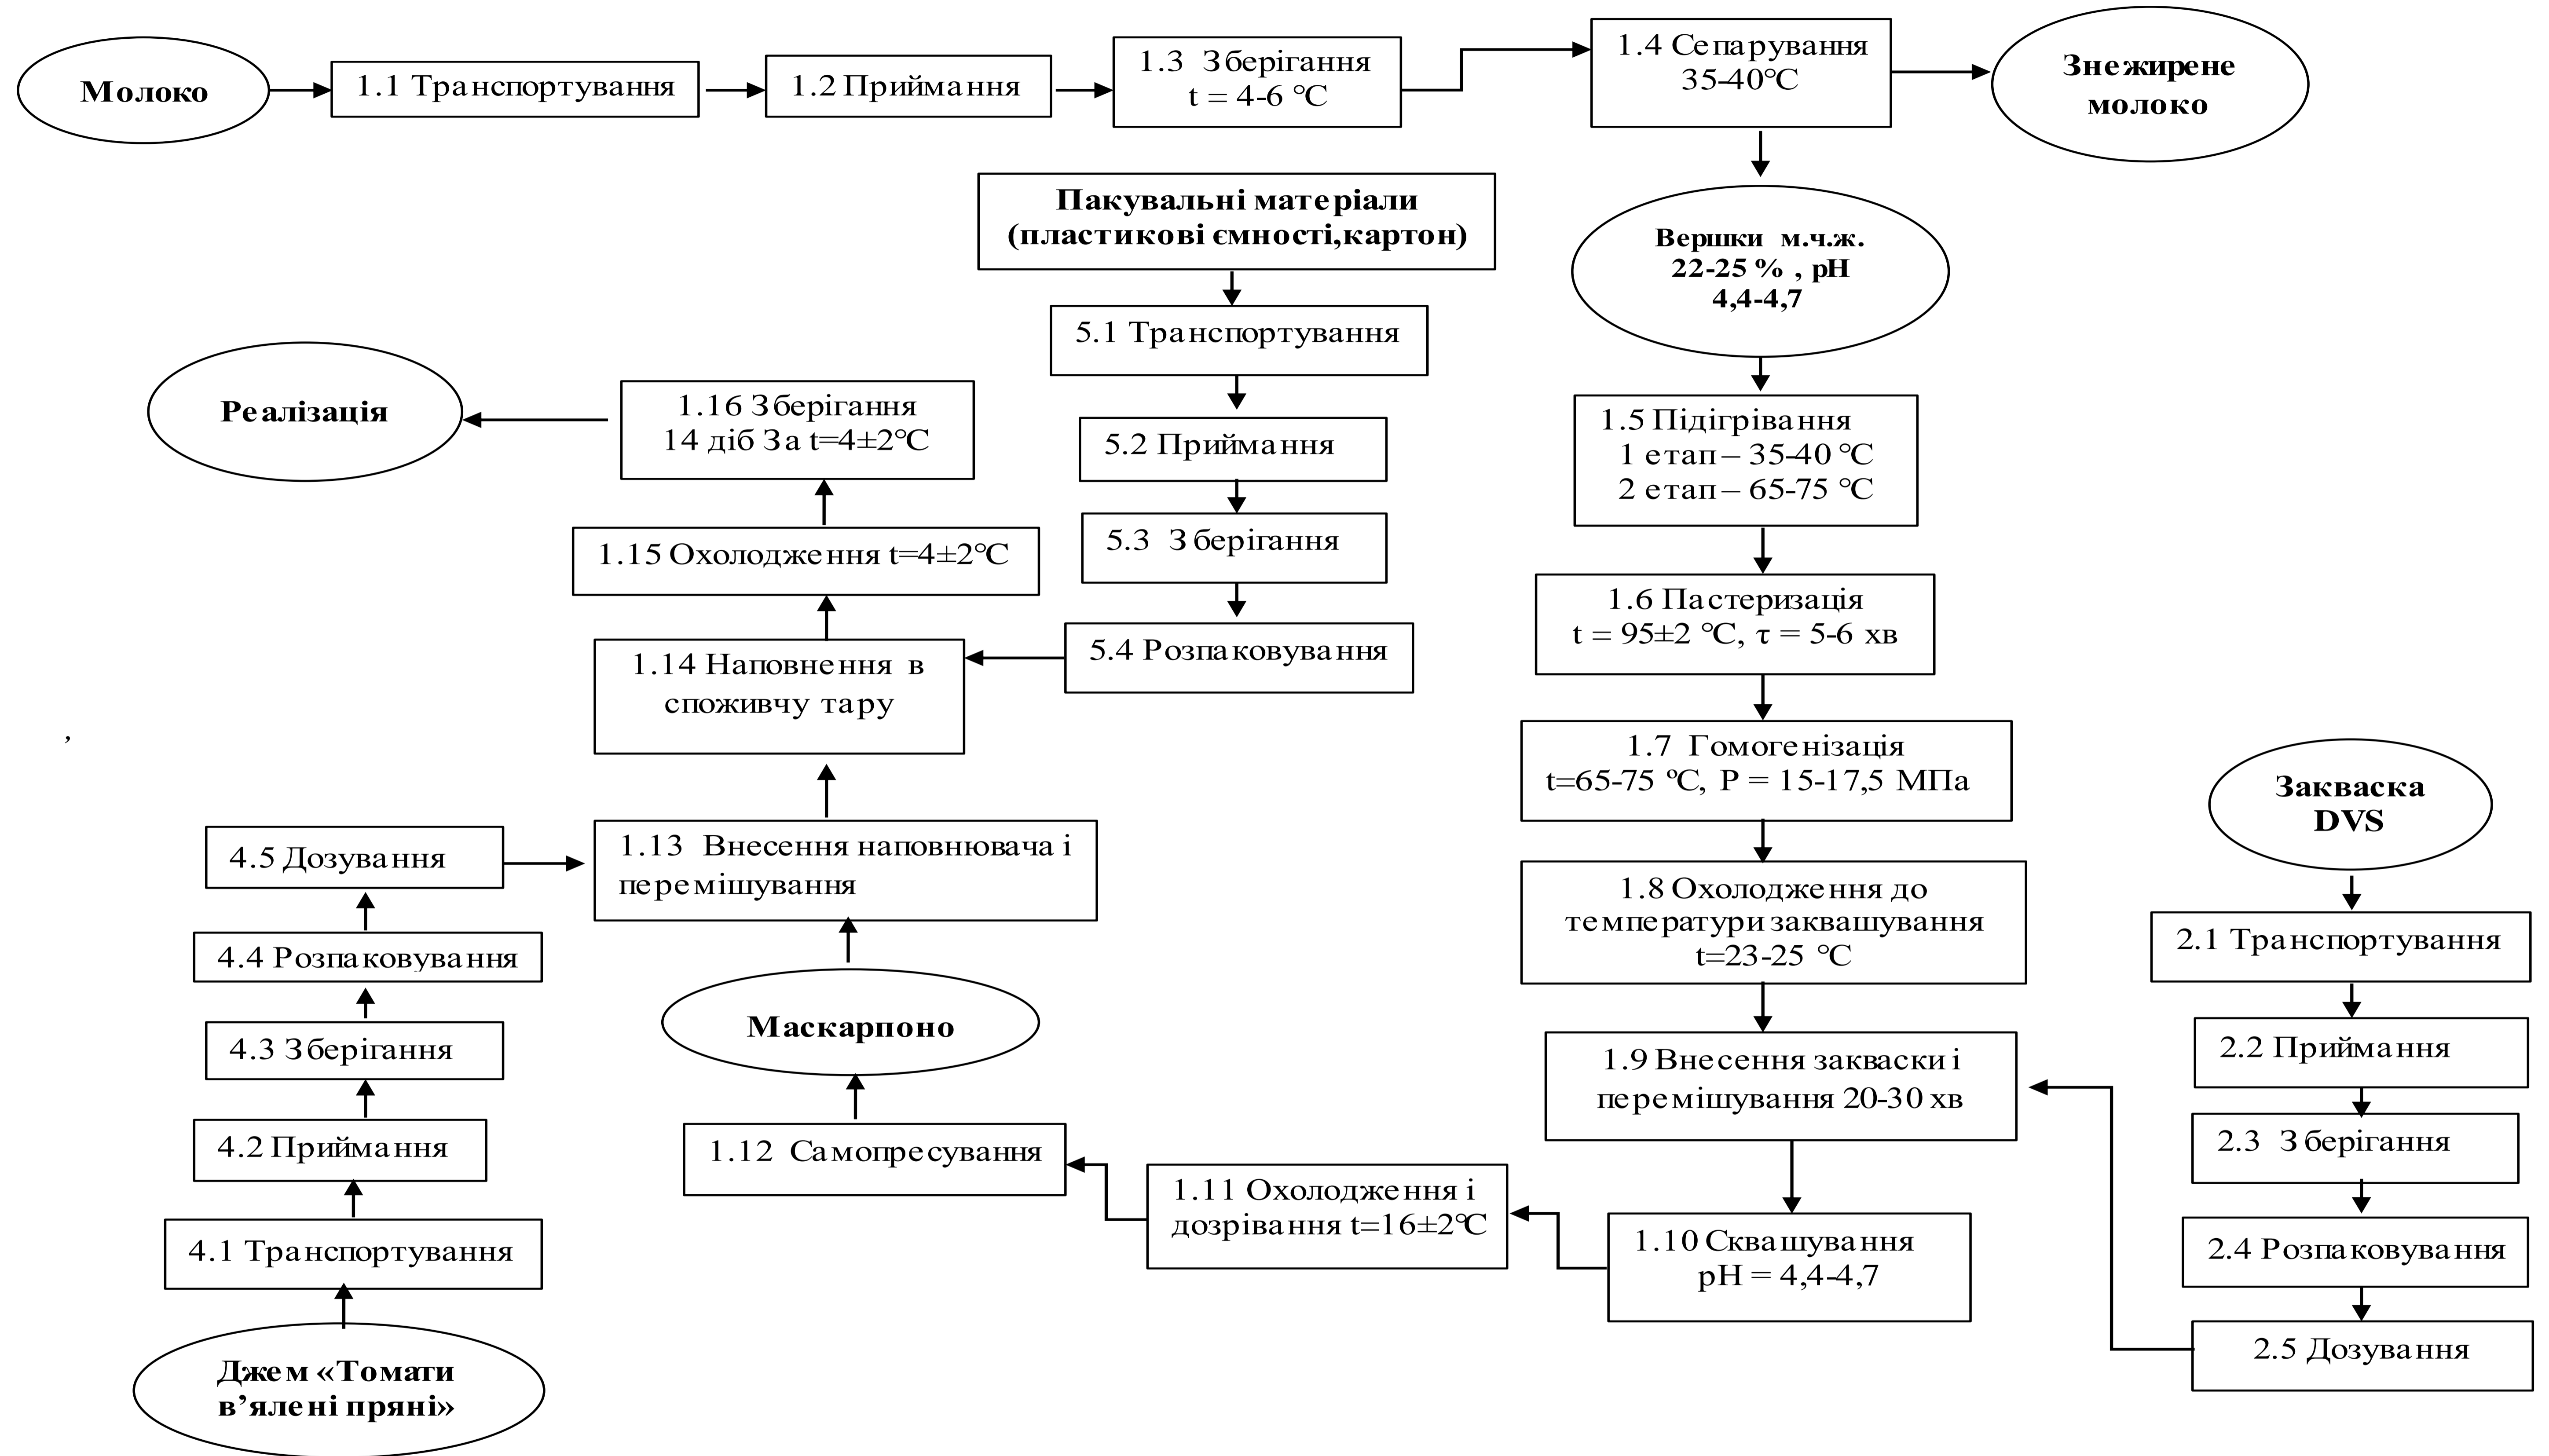 Молоко
1.1 Транспортування
1.2 Приймання
1.3 Зберігання
t = 4-6 °C
1.4 Сепарування
35-40°C
Знежирене
молоко
Вершки м.ч.ж.
22-25 % , рН
4,4-4,7
1.5 Підігрівання
1 етап – 35-40 °C
2 етап – 65-75 °C
1.6 Пастеризація
t = 95±2 °C, τ = 5-6 хв
1.7 Гомогенізація
t=65-75 ºC, P = 15-17,5 МПа
1.8 Охолодження до
температури заквашування
t=23-25 °C
1.9 Внесення закваски і
перемішування 20-30 хв
1.10 Сквашування
pH = 4,4-4,7
1.11 Охолодження і
дозрівання t=16±2°C
1.12 Самопресування
Маскарпоно
1.13 Внесення наповнювача і
перемішування
1.14 Наповнення в
споживчу тару
1.15 Охолодження t=4±2°C
1.16 Зберігання
14 діб За t=4±2°C
Реалізація
Пакувальні матеріали
(пластикові ємності,картон)
5.1 Транспортування
5.2 Приймання
5.3 Зберігання
5.4 Розпаковування
Закваска
DVS
2.1 Транспортування
2.2 Приймання
2.3 Зберігання
2.4 Розпаковування
2.5 Дозування
,
4.5 Дозування
4.4 Розпаковування
4.3 Зберігання
4.2 Приймання
4.1 Транспортування
Джем «Томати
в’ялені пряні»